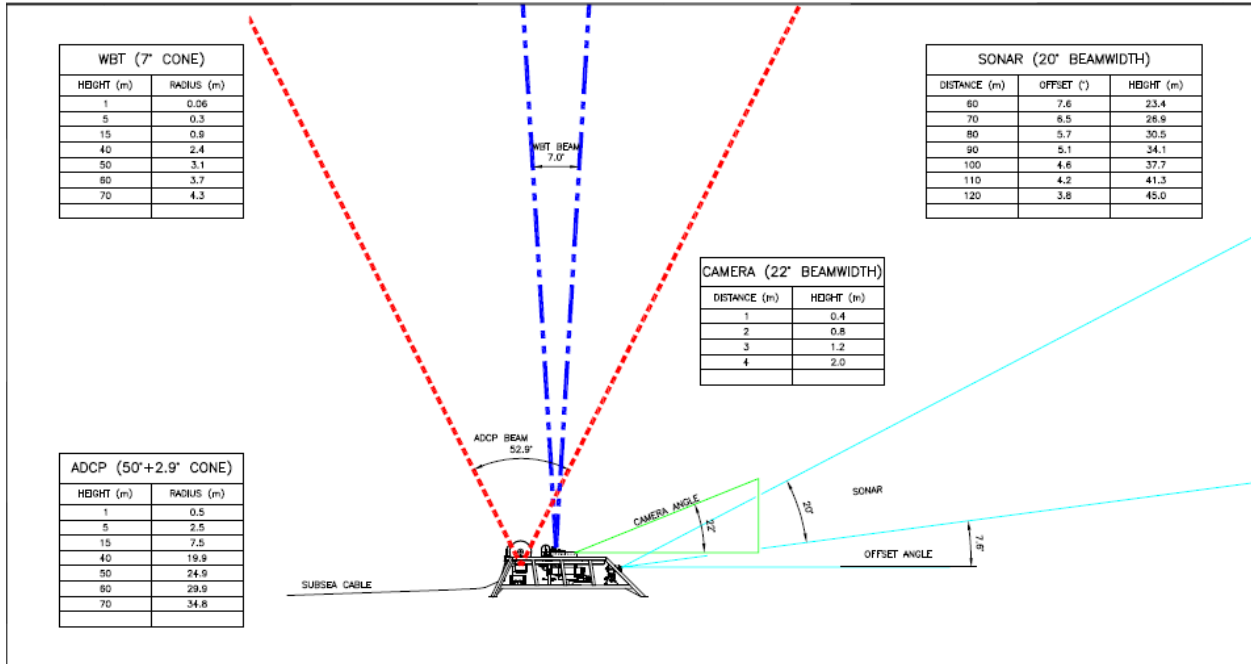 WBT (7° CONE)
HEIGHT (m) RADIUS (m)
1 0.06
5 0.3
15 0.9
40 2.4
50 3.1
60 3.7
70 4.3
SONAR (20° BEAMWIDTH)
DISTANCE (m) OFFSET (°) HEIGHT (m)
60 7.6 23.4
70 6.5 26.9
80 5.7 30.5
90 5.1 34.1
100 4.6 37.7
110 4.2 41.3
120 3.8 45.0
WBT BEAM
7.0°
CAMERA (22° BEAMWIDTH)
DISTANCE (m) HEIGHT (m)
1 0.4
2 0.8
3 1.2
4 2.0
ADCP BEAM
52.9°
ADCP (50°+2.9° CONE)
HEIGHT (m) RADIUS (m)
1 0.5
5 2.5
15 7.5
40 19.9
50 24.9
60 29.9
70 34.8
CAMERA ANGLE
22°
SONAR
20°
OFFSET ANGLE
7.6°
SUBSEA CABLE